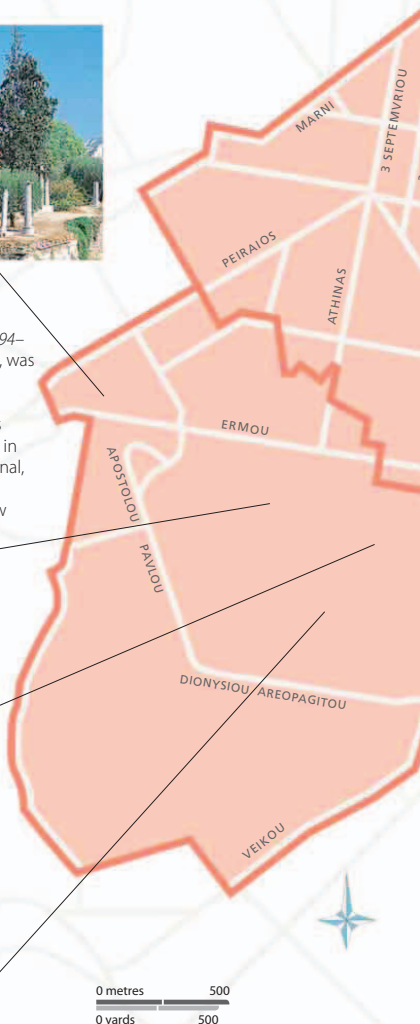 MARNI
3 SEPTEMVRIOU
PEIRAIOS
ATHINAS
94–
, was
ERMOU
in
nal,
APOSTOLOU
PAVLOU
DIONYSIOU AREOPAGITOU
VEIKOU
0 metres 500
0 yards 500